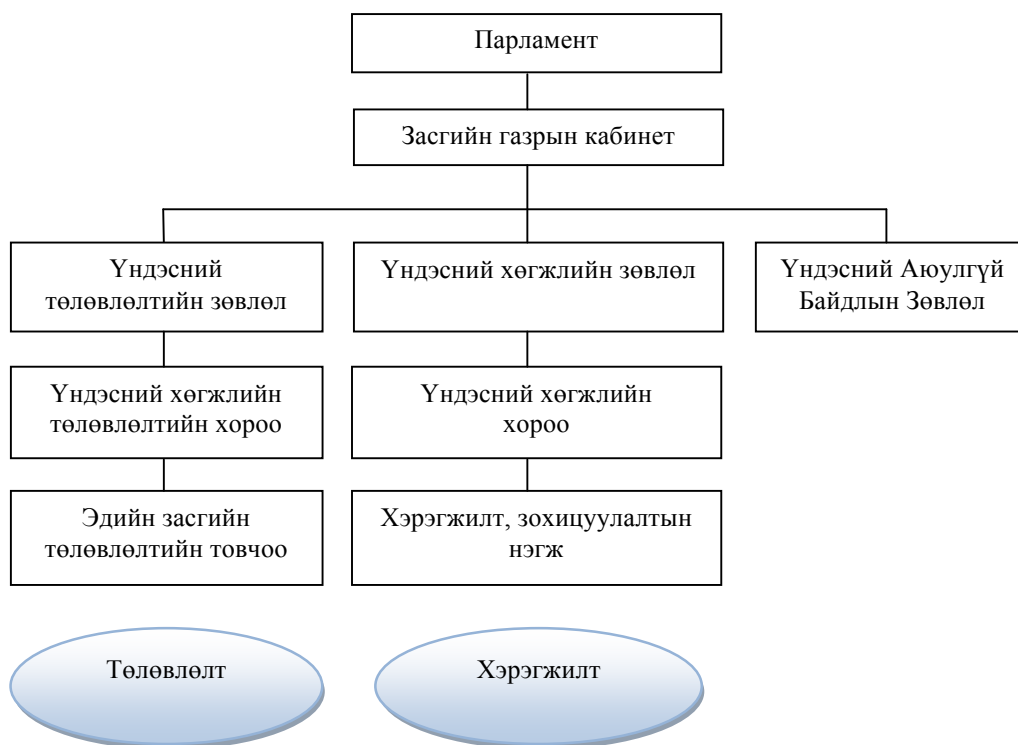 Парламент
Засгийн газрын кабинет
Үндэсний
төлөвлөлтийн зөвлөл
Үндэсний хөгжлийн зөвлөл
Үндэсний Аюулгүй
Байдлын Зөвлөл
Үндэсний хөгжлийн
төлөвлөлтийн хороо
Үндэсний хөгжлийн
хороо
Эдийн засгийн
төлөвлөлтийн товчоо
Хэрэгжилт, зохицуулалтын
нэгж
Төлөвлөлт
Хэрэгжилт